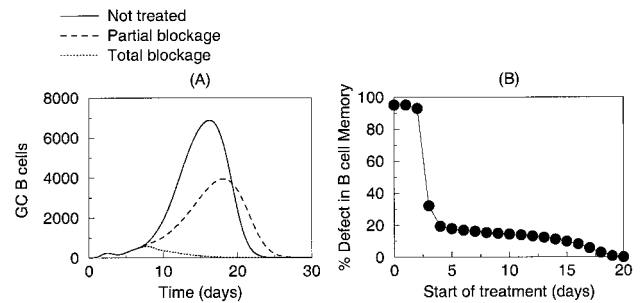 Not treated
Partial blockage
Total blockage
(A)
(B)
8000
6000
4000
2000
0
GC B cells
0
10
20
30
Time (days)
100
80
60
40
20
0
% Defect in B cell Memory
0
5
10
15
20
Start of treatment (days)